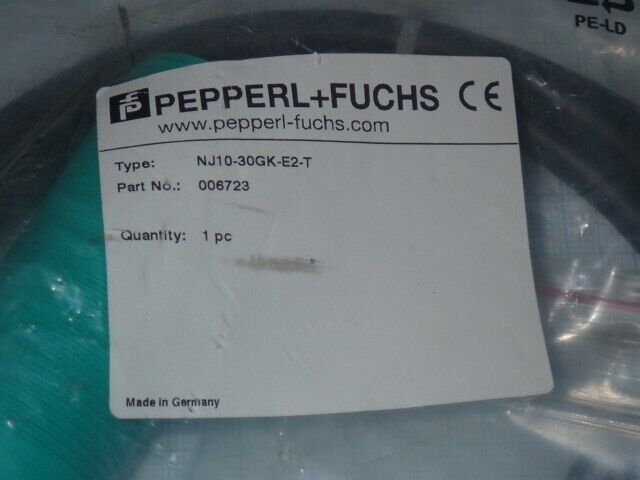 PE-LD
PEPPERL+FUCHS CE
www.pepperl-fuchs.com
Type: NJ10-30GK-E2-T
Part No.: 006723
Quantity: 1 pc
Made in Germany